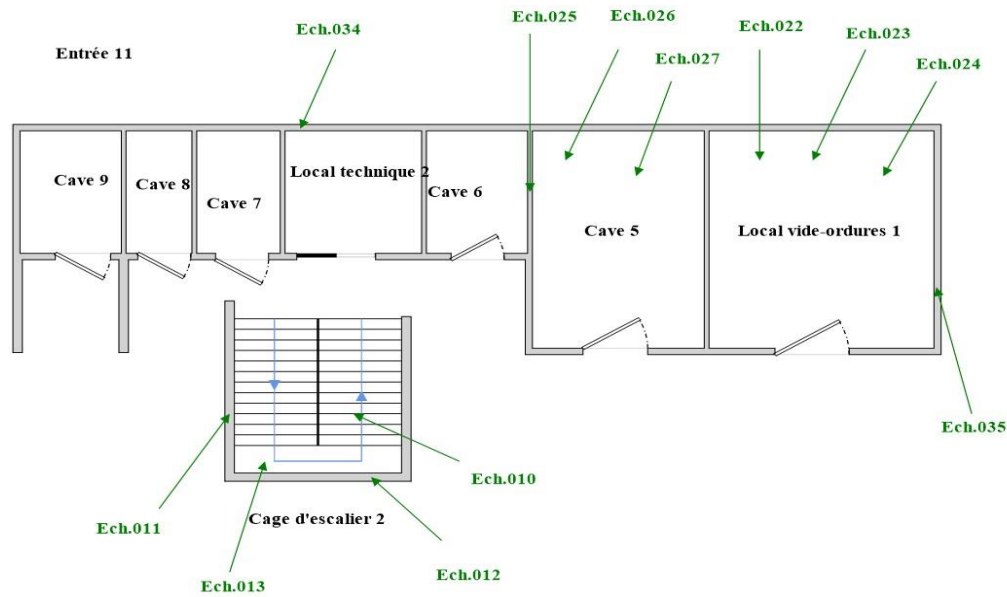 Ech.025
Ech.026
Ech.022
Ech.034
Ech.023
Entrée 11
Ech.027
Ech.024
Local technique 2
Cave 9
Cave 8
Cave 6
Cave 7
Cave 5
Local vide-ordures 1
Ech.035
Ech.010
Ech.011
Cage d'escalier 2
Ech.012
Ech.013